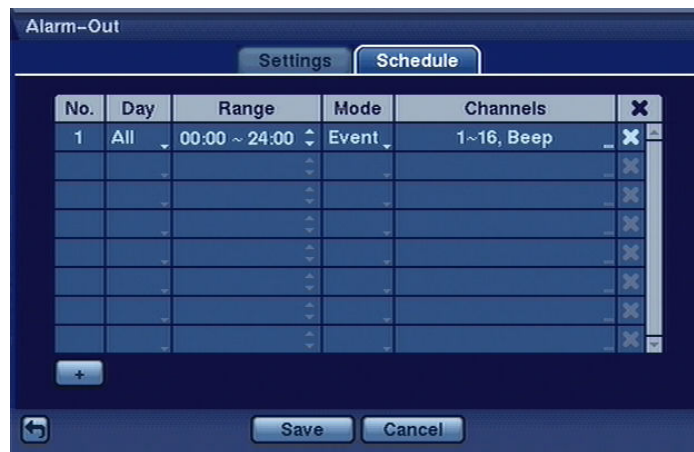 Alarm-Out
Settings Schedule
No. Day Range Mode Channels ✖
1 All 00:00 ~ 24:00 Event 1~16, Beep ✖
+
Save Cancel